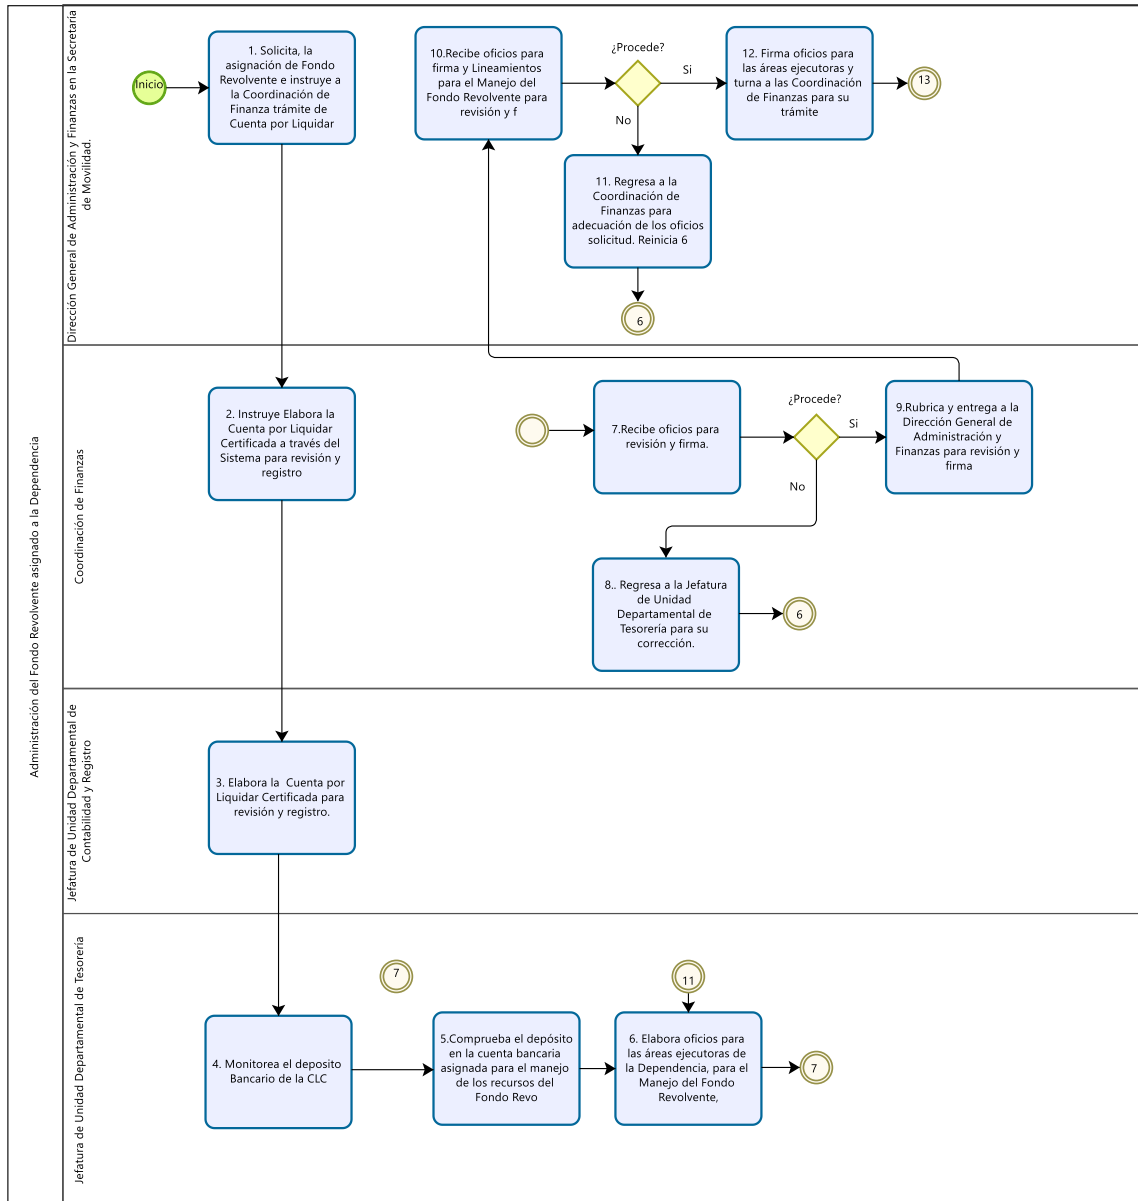 Administración del Fondo Revolvente asignado a la Dependencia
Dirección General de Administración y Finanzas en la Secretaría
de Movilidad.
Inicio
1. Solicita, la
asignación de Fondo
Revolvente e instruye a
la Coordinación de
Finanza trámite de
Cuenta por Liquidar
10.Recibe oficios para
firma y Lineamientos
para el Manejo del
Fondo Revolvente para
revisión y f
¿Procede?
Si
No
12. Firma oficios para
las áreas ejecutoras y
turna a las Coordinación
de Finanzas para su
trámite
13
11. Regresa a la
Coordinación de
Finanzas para
adecuación de los oficios
solicitud. Reinicia 6
6
Coordinación de Finanzas
2. Instruye Elabora la
Cuenta por Liquidar
Certificada a través del
Sistema para revisión y
registro
7.Recibe oficios para
revisión y firma.
¿Procede?
Si
No
9.Rubrica y entrega a la
Dirección General de
Administración y
Finanzas para revisión y
firma
8.. Regresa a la Jefatura
de Unidad
Departamental de
Tesorería para su
corrección.
6
Jefatura de Unidad Departamental de
Contabilidad y Registro
3. Elabora la  Cuenta por
Liquidar Certificada para
revisión y registro.
Jefatura de Unidad Departamental de Tesorería
7
11
4. Monitorea el deposito
Bancario de la CLC
5.Comprueba el depósito
en la cuenta bancaria
asignada para el manejo
de los recursos del
Fondo Revo
6. Elabora oficios para
las áreas ejecutoras de
la Dependencia, para el
Manejo del Fondo
Revolvente,
7